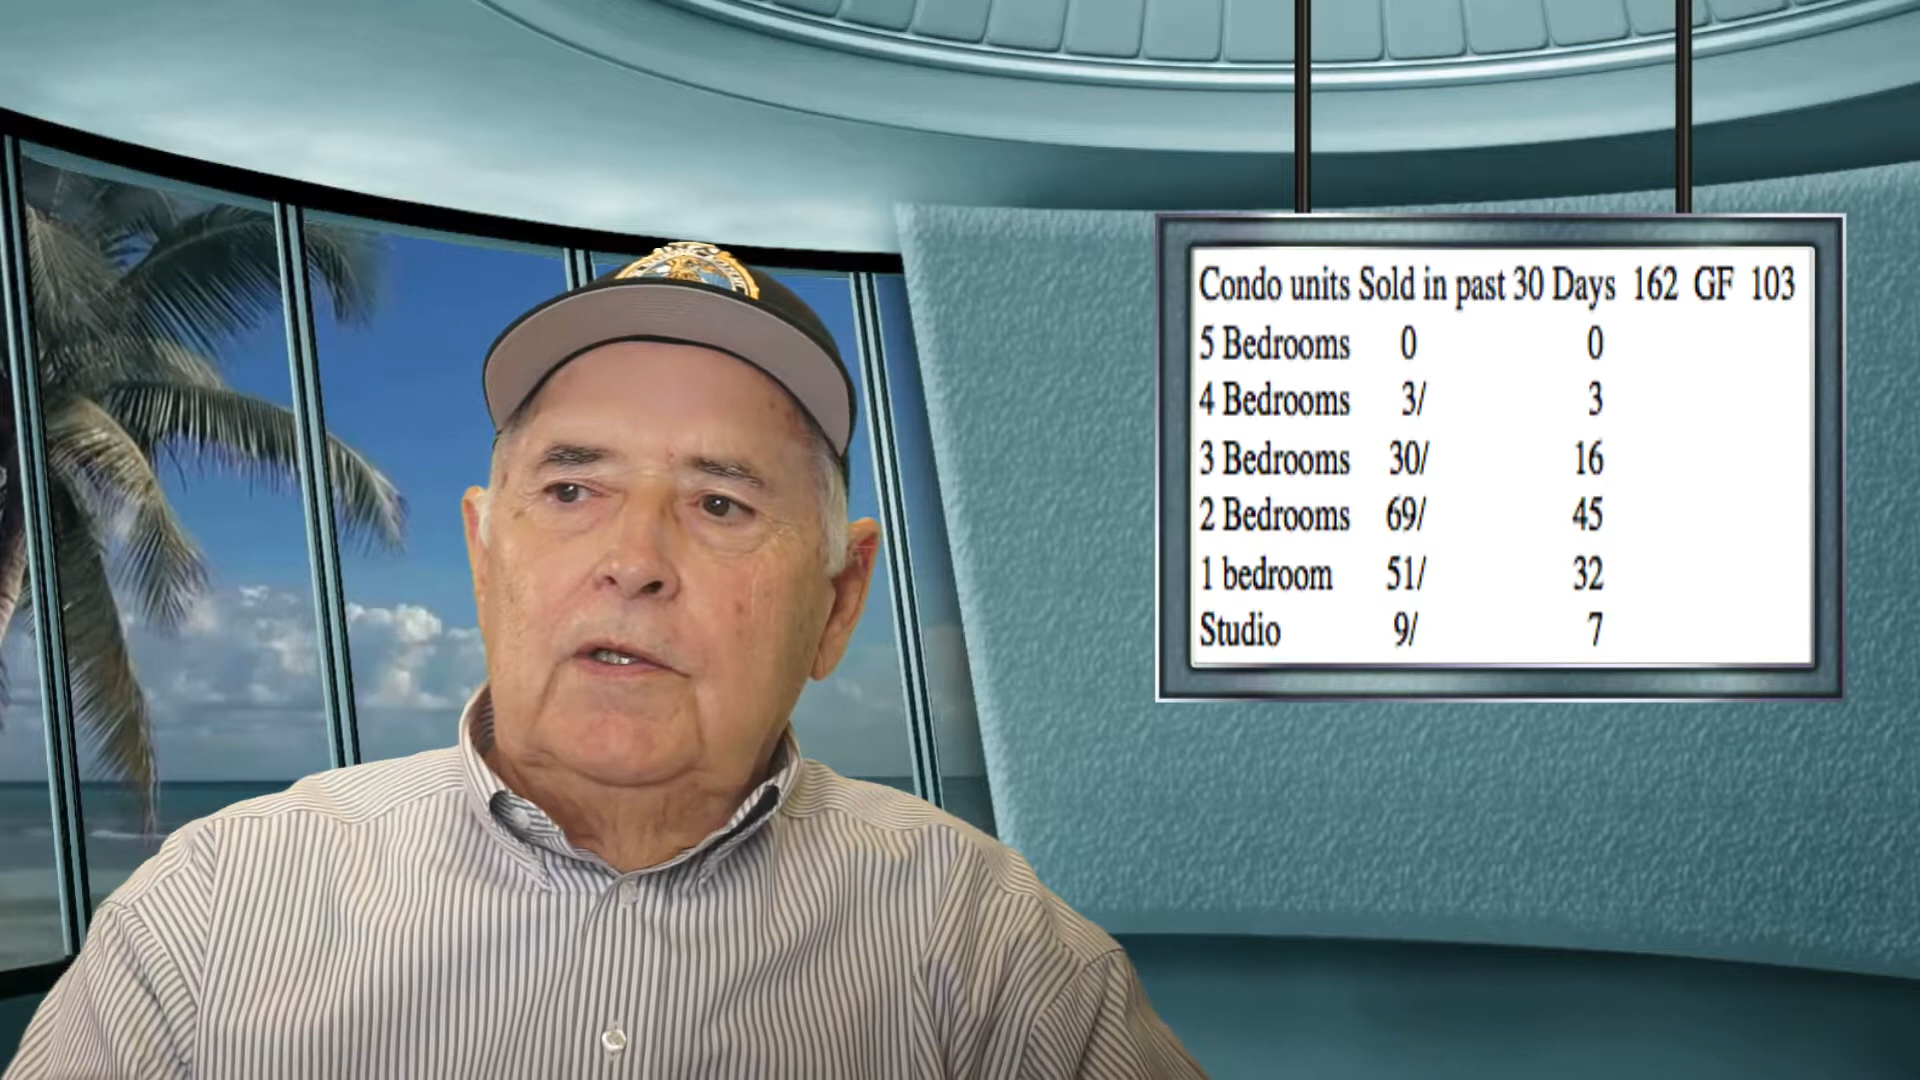 Condo units Sold in past 30 Days 162 GF 103
5 Bedrooms 0 0
4 Bedrooms 3/ 3
3 Bedrooms 30/ 16
2 Bedrooms 69/ 45
1 bedroom 51/ 32
Studio 9/ 7